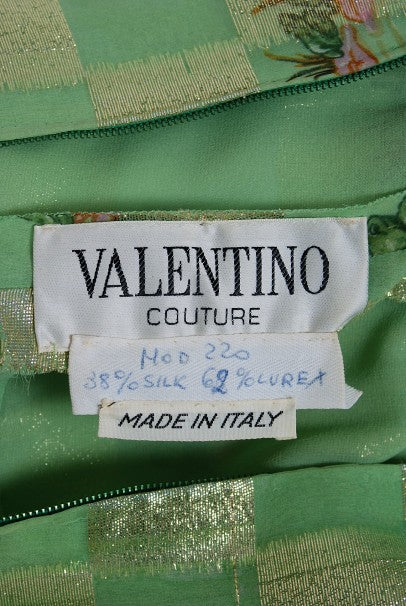 VALENTINO
COUTURE
MOD 220
38% SILK 62% LUREX
MADE IN ITALY